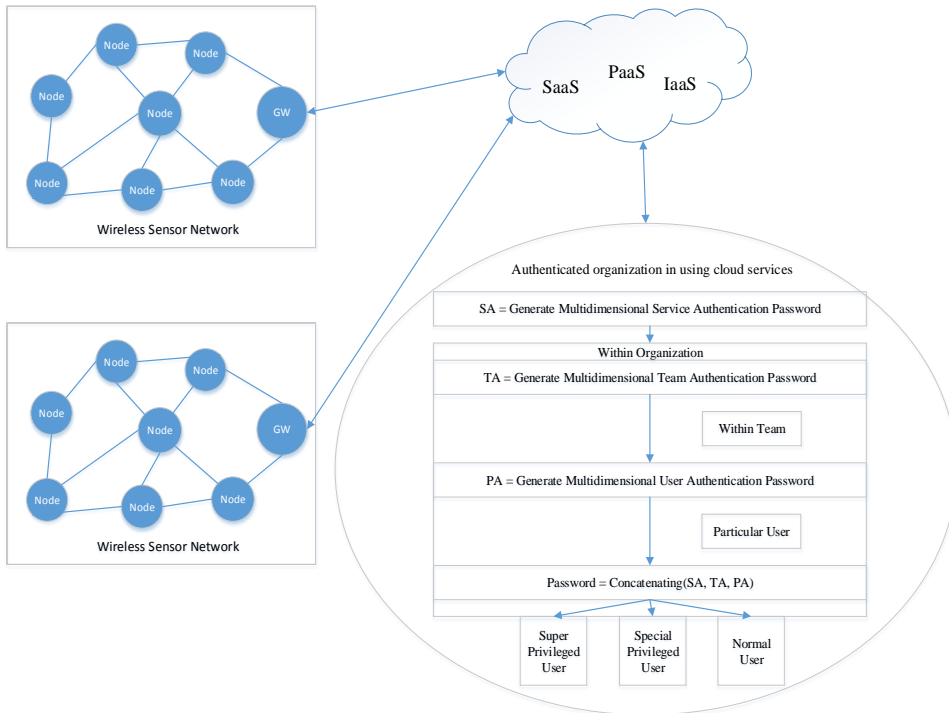 Node
Node
Node
Node
GW
Node
Node
Node
Wireless Sensor Network
SaaS
PaaS
IaaS
Node
Node
Node
Node
GW
Node
Node
Node
Wireless Sensor Network
Authenticated organization in using cloud services
SA = Generate Multidimensional Service Authentication Password
Within Organization
TA = Generate Multidimensional Team Authentication Password
Within Team
PA = Generate Multidimensional User Authentication Password
Particular User
Password = Concatenating(SA, TA, PA)
Super
Privileged
User
Special
Privileged
User
Normal
User